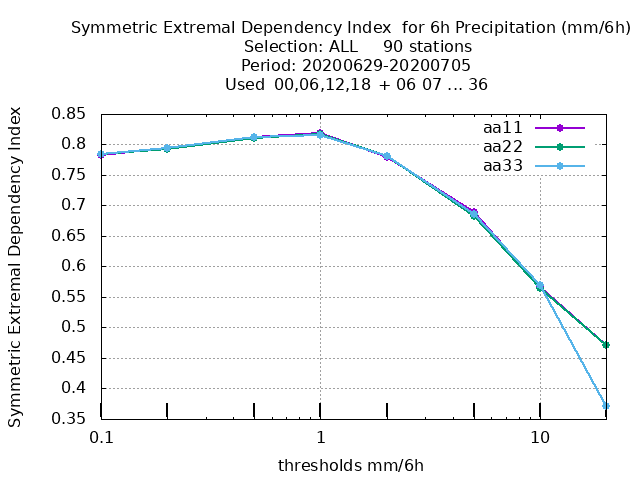 Symmetric Extremal Dependency Index  for 6h Precipitation (mm/6h)
Selection: ALL     90 stations
Period: 20200629-20200705
Used  00,06,12,18  + 06 07 ... 36
Symmetric Extremal Dependency Index
0.85
0.8
0.75
0.7
0.65
0.6
0.55
0.5
0.45
0.4
0.35
aa11
aa22
aa33
0.1
1
10
thresholds mm/6h